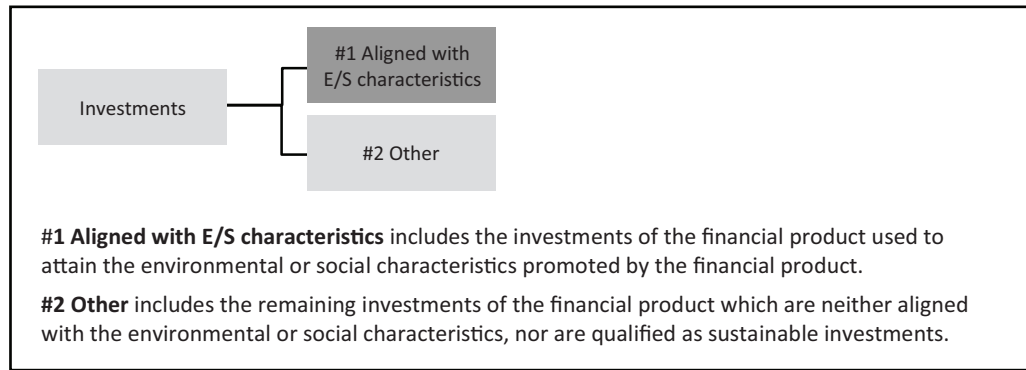 #1 Aligned with
E/S characteristics
Investments
#2 Other
#1 Aligned with E/S characteristics includes the investments of the financial product used to
attain the environmental or social characteristics promoted by the financial product.
#2 Other includes the remaining investments of the financial product which are neither aligned
with the environmental or social characteristics, nor are qualified as sustainable investments.